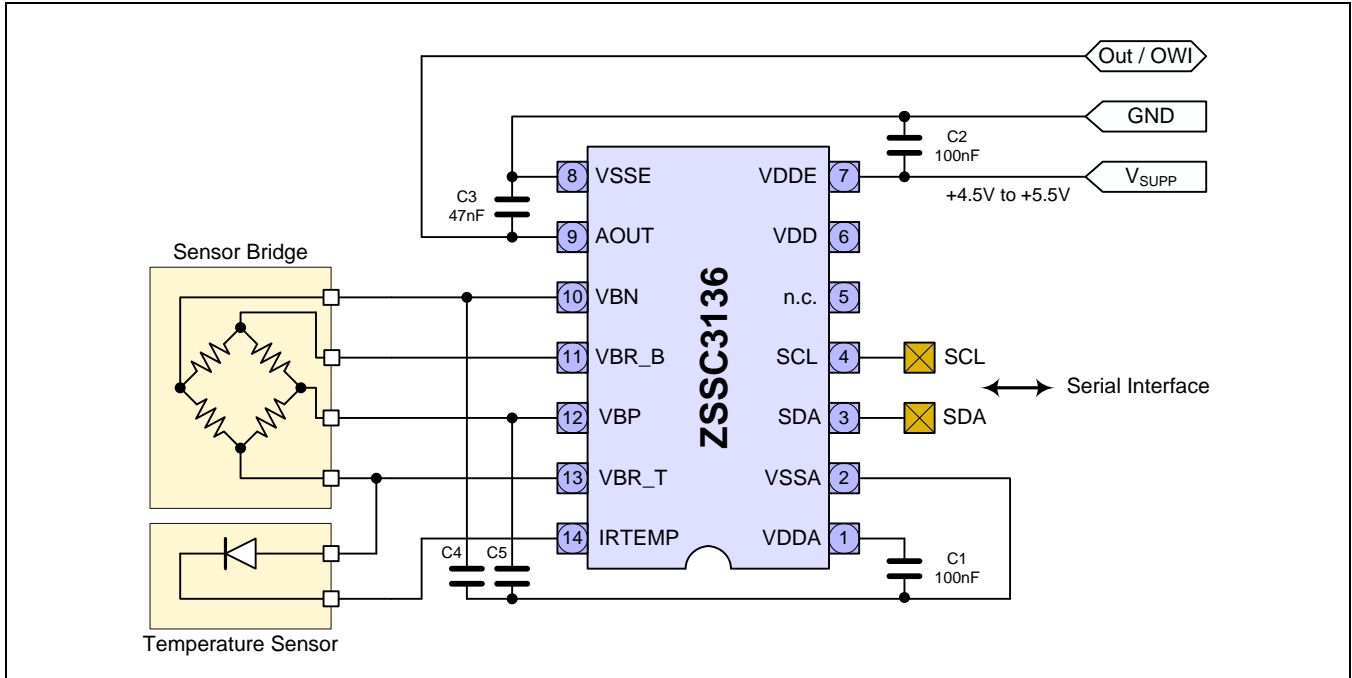 Out / OWI
GND
C2
100nF
VSUPP
+4.5V to +5.5V
8 VSSE
VDDE 7
C3
47nF
9 AOUT
VDD 6
Sensor Bridge
10 VBN
n.c. 5
ZSSC3136
11 VBR_B
SCL 4
SCL
Serial Interface
12 VBP
SDA 3
SDA
13 VBR_T
VSSA 2
14 IRTEMP
VDDA 1
C4
C5
C1
100nF
Temperature Sensor